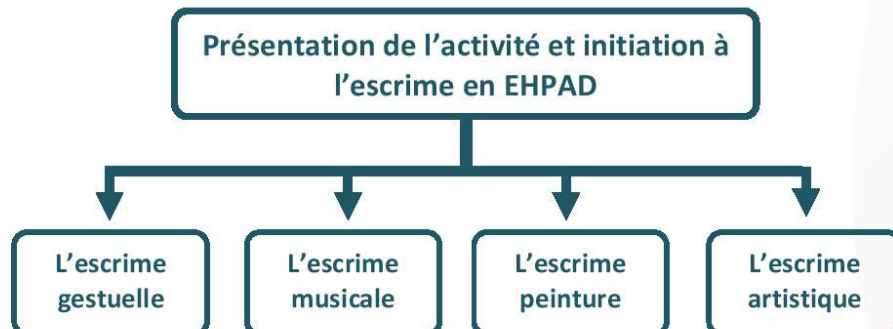 Présentation de l’activité et initiation à
l’escrime en EHPAD
L’escrime
gestuelle
L’escrime
musicale
L’escrime
peinture
L’escrime
artistique